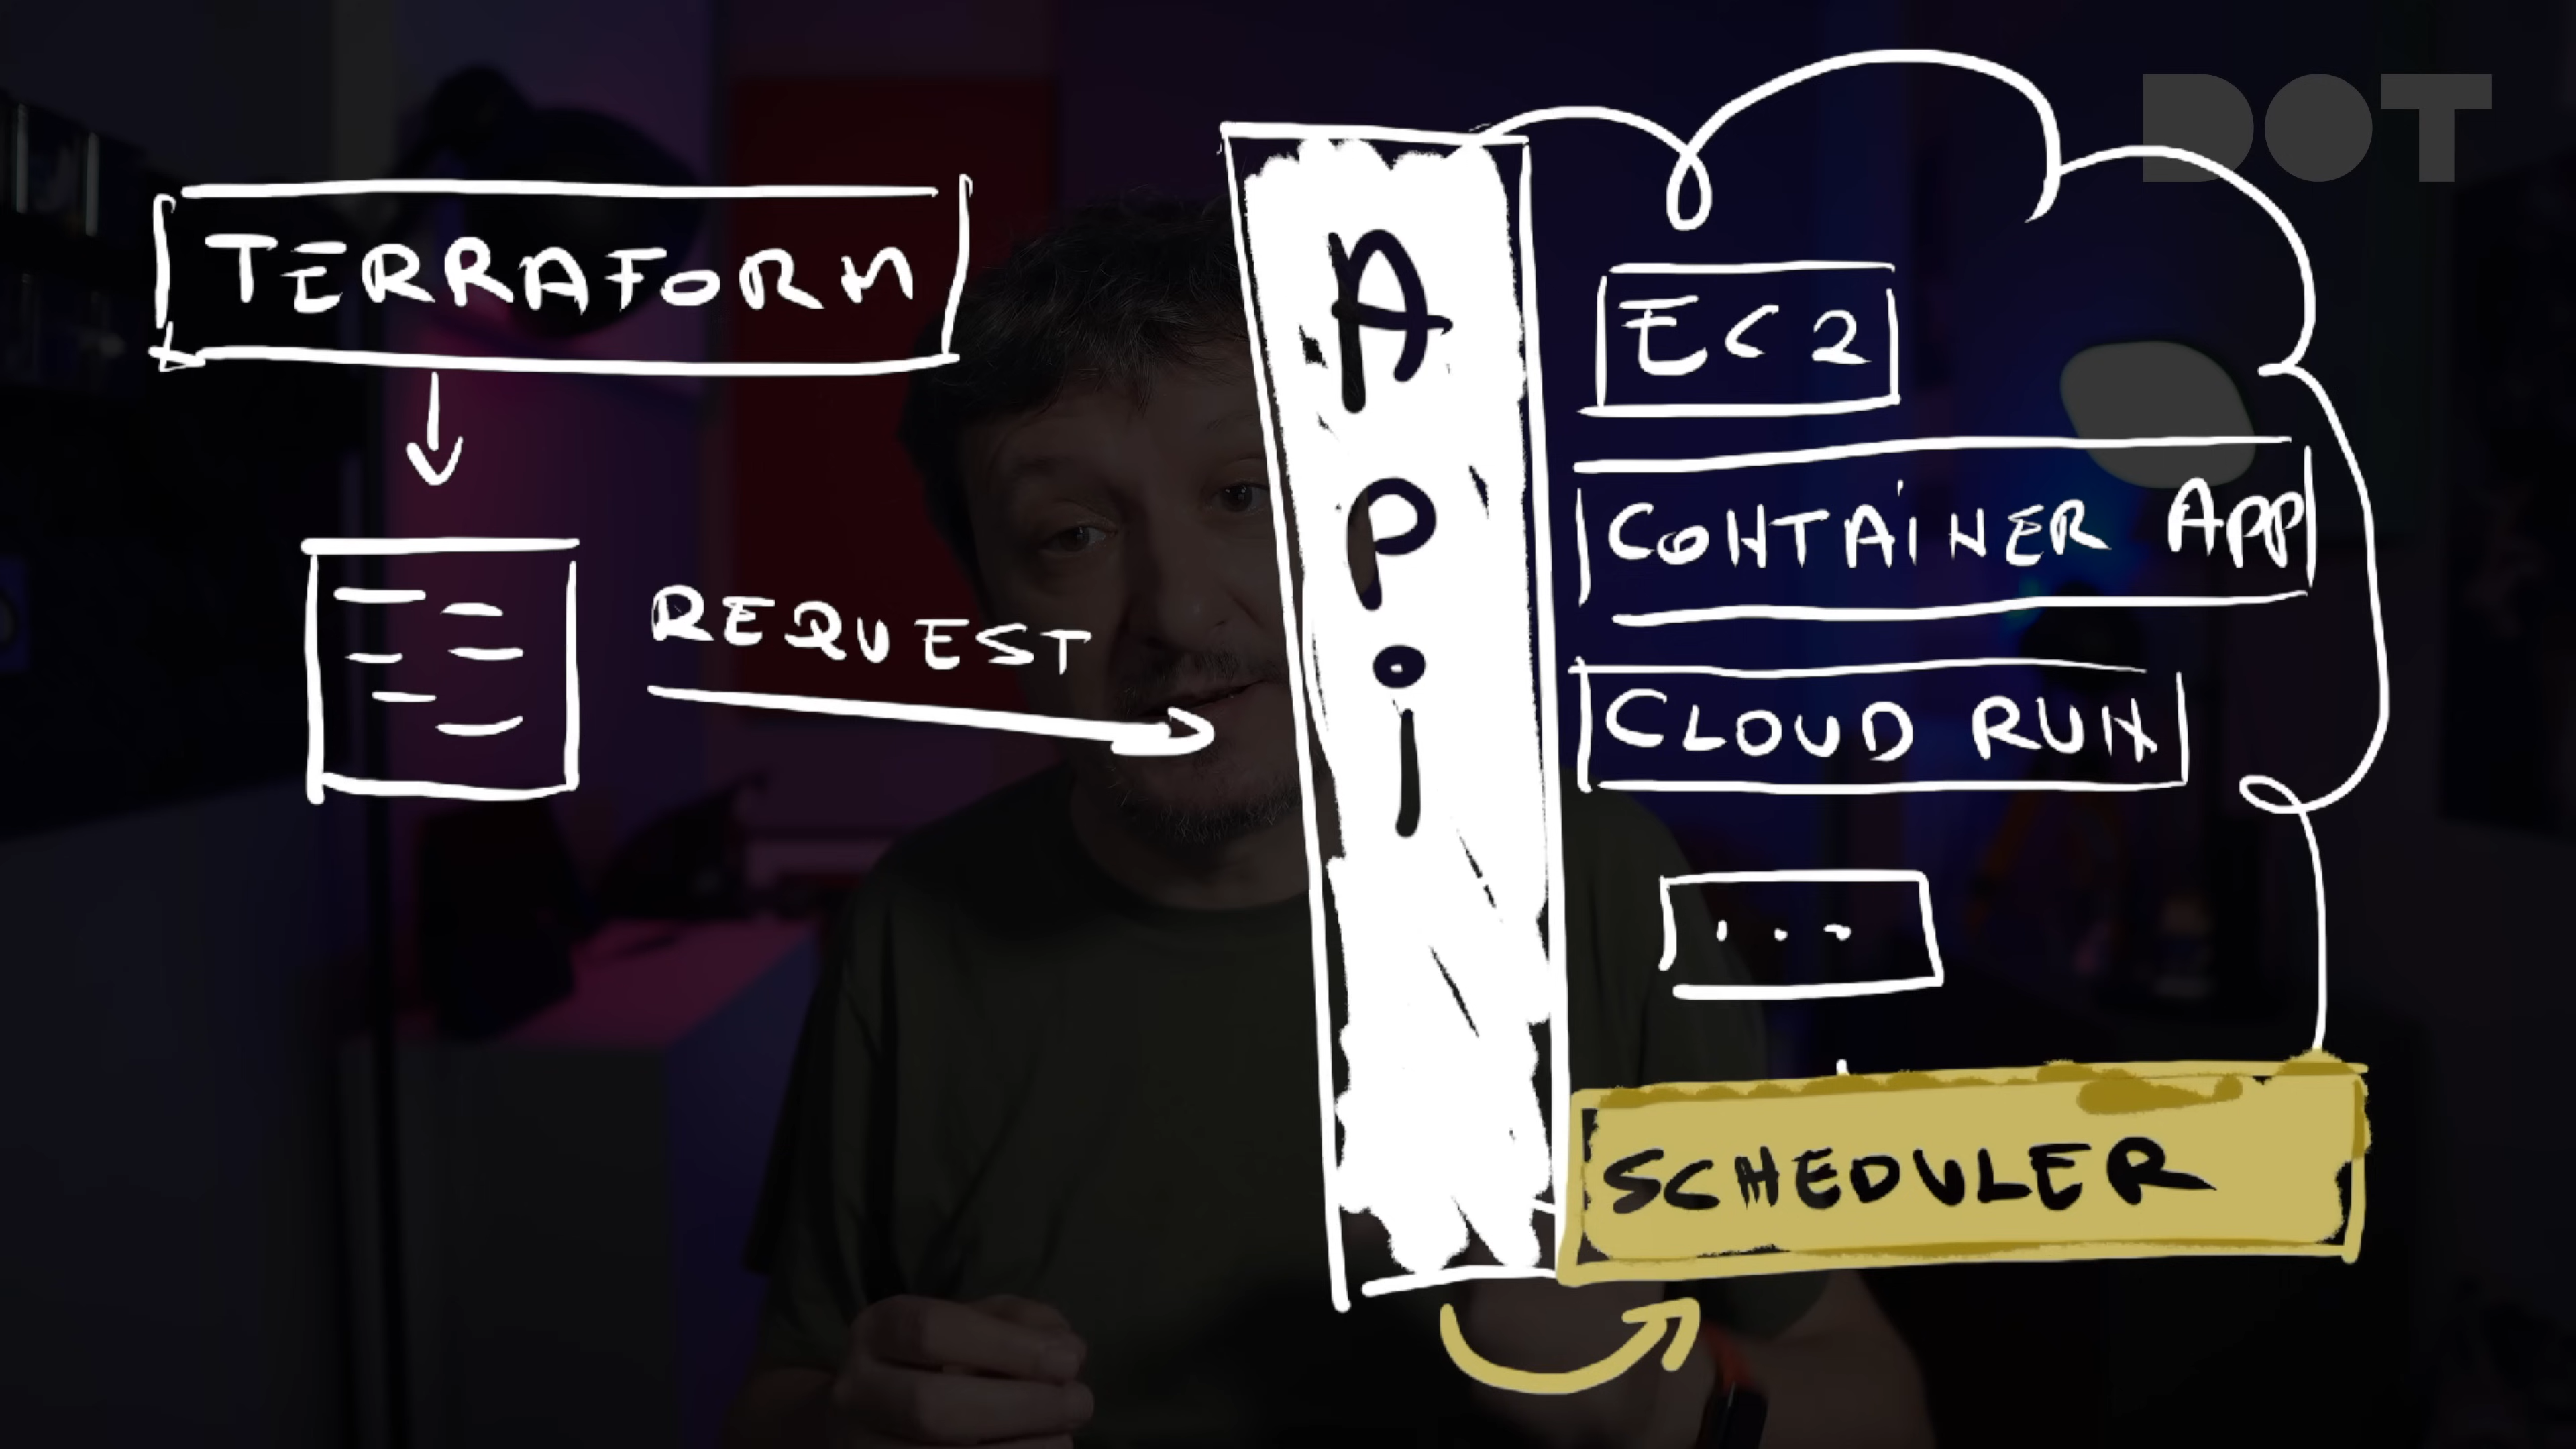 DOT
TERRAFORM
REQUEST
API
EC2
CONTAINER APP
CLOUD RUN
...
SCHEDULER